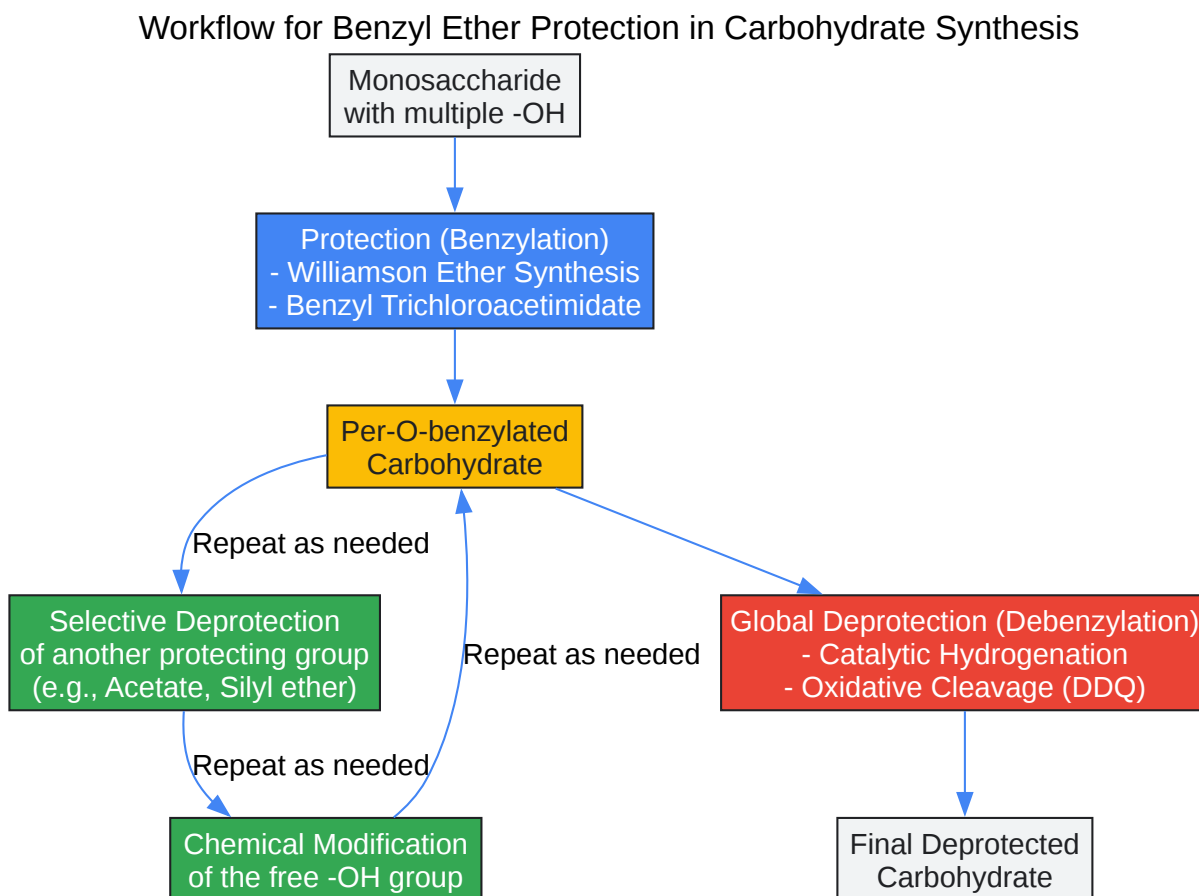 Workflow for Benzyl Ether Protection in Carbohydrate Synthesis
Monosaccharide
with multiple -OH
Protection (Benzylation)
- Williamson Ether Synthesis
- Benzyl Trichloroacetimidate
Per-O-benzylated
Carbohydrate
Repeat as needed
Selective Deprotection
of another protecting group
(e.g., Acetate, Silyl ether)
Repeat as needed
Global Deprotection (Debenzylation)
- Catalytic Hydrogenation
- Oxidative Cleavage (DDQ)
Repeat as needed
Chemical Modification
of the free -OH group
Final Deprotected
Carbohydrate